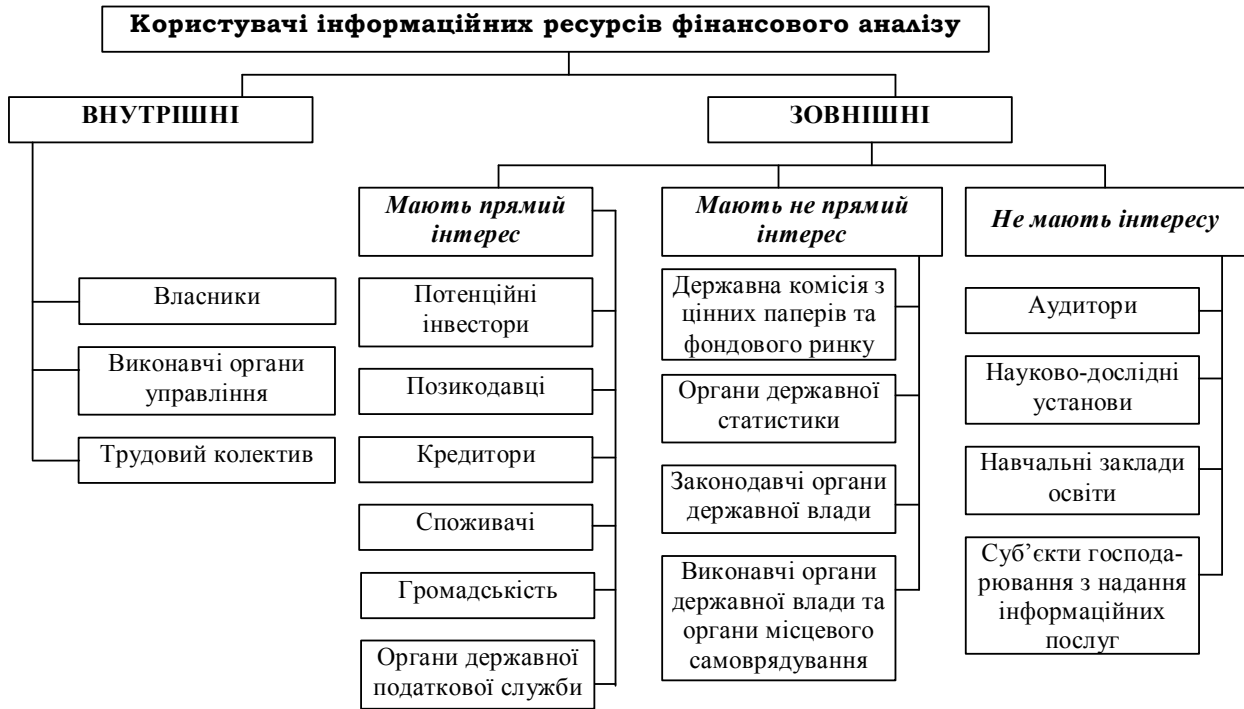 Користувачі інформаційних ресурсів фінансового аналізу
ВНУТРІШНІ
ЗОВНІШНІ
Власники
Виконавчі органи
управління
Трудовий колектив
Мають прямий
інтерес
Потенційні
інвестори
Позикодавці
Кредитори
Споживачі
Громадськість
Органи державної
податкової служби
Мають не прямий
інтерес
Державна комісія з
цінних паперів та
фондового ринку
Органи державної
статистики
Законодавчі органи
державної влади
Виконавчі органи
державної влади та
органи місцевого
самоврядування
Не мають інтересу
Аудитори
Науково-дослідні
установи
Навчальні заклади
освіти
Суб’єкти господа-
рювання з надання
інформаційних
послуг